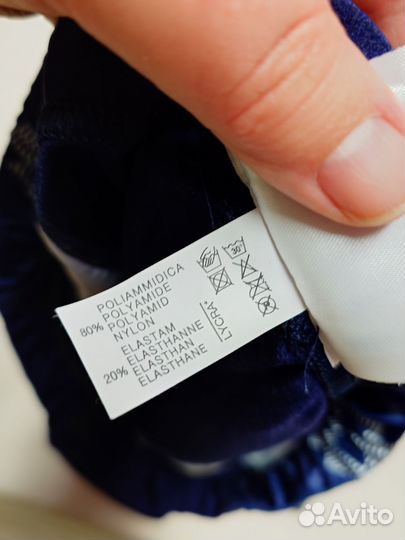 80%
POLIAMMIDICA
POLYAMIDE
POLYAMID
NYLON
20%
ELASTAM
ELASTHANNE
ELASTHAN
ELASTHANE
LYCRA.
30°
Avito